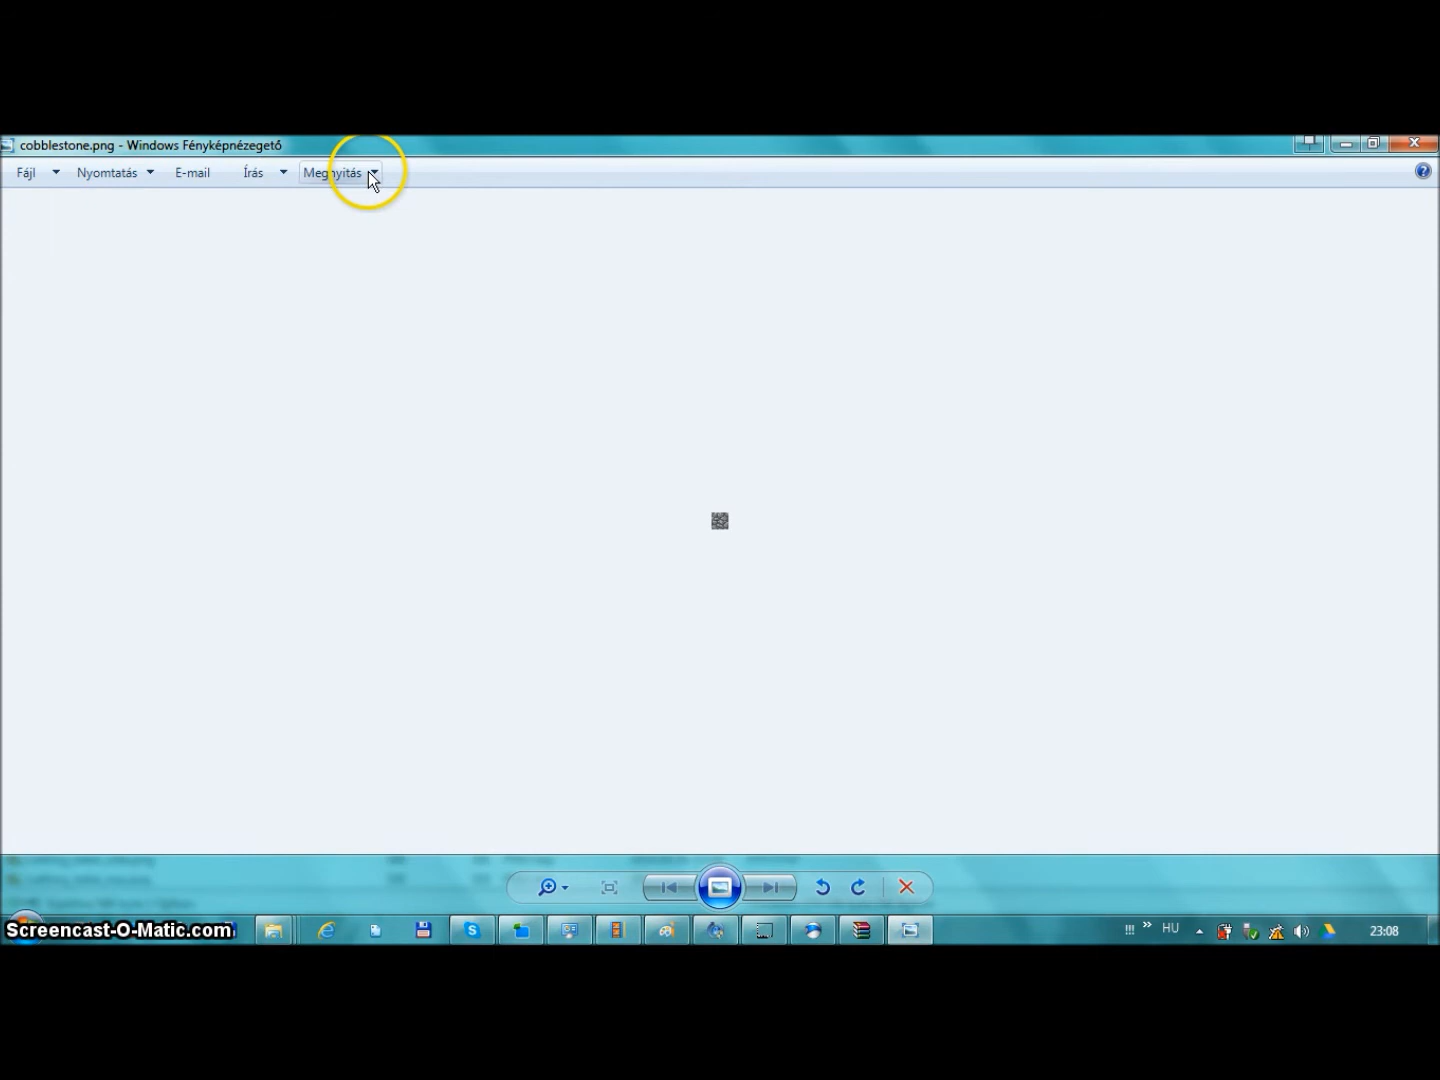 cobblestone.png - Windows Fényképnézegető
Fájl Nyomtatás E-mail Írás Megnyitás
Screencast-O-Matic.com
!!! » HU 23:08